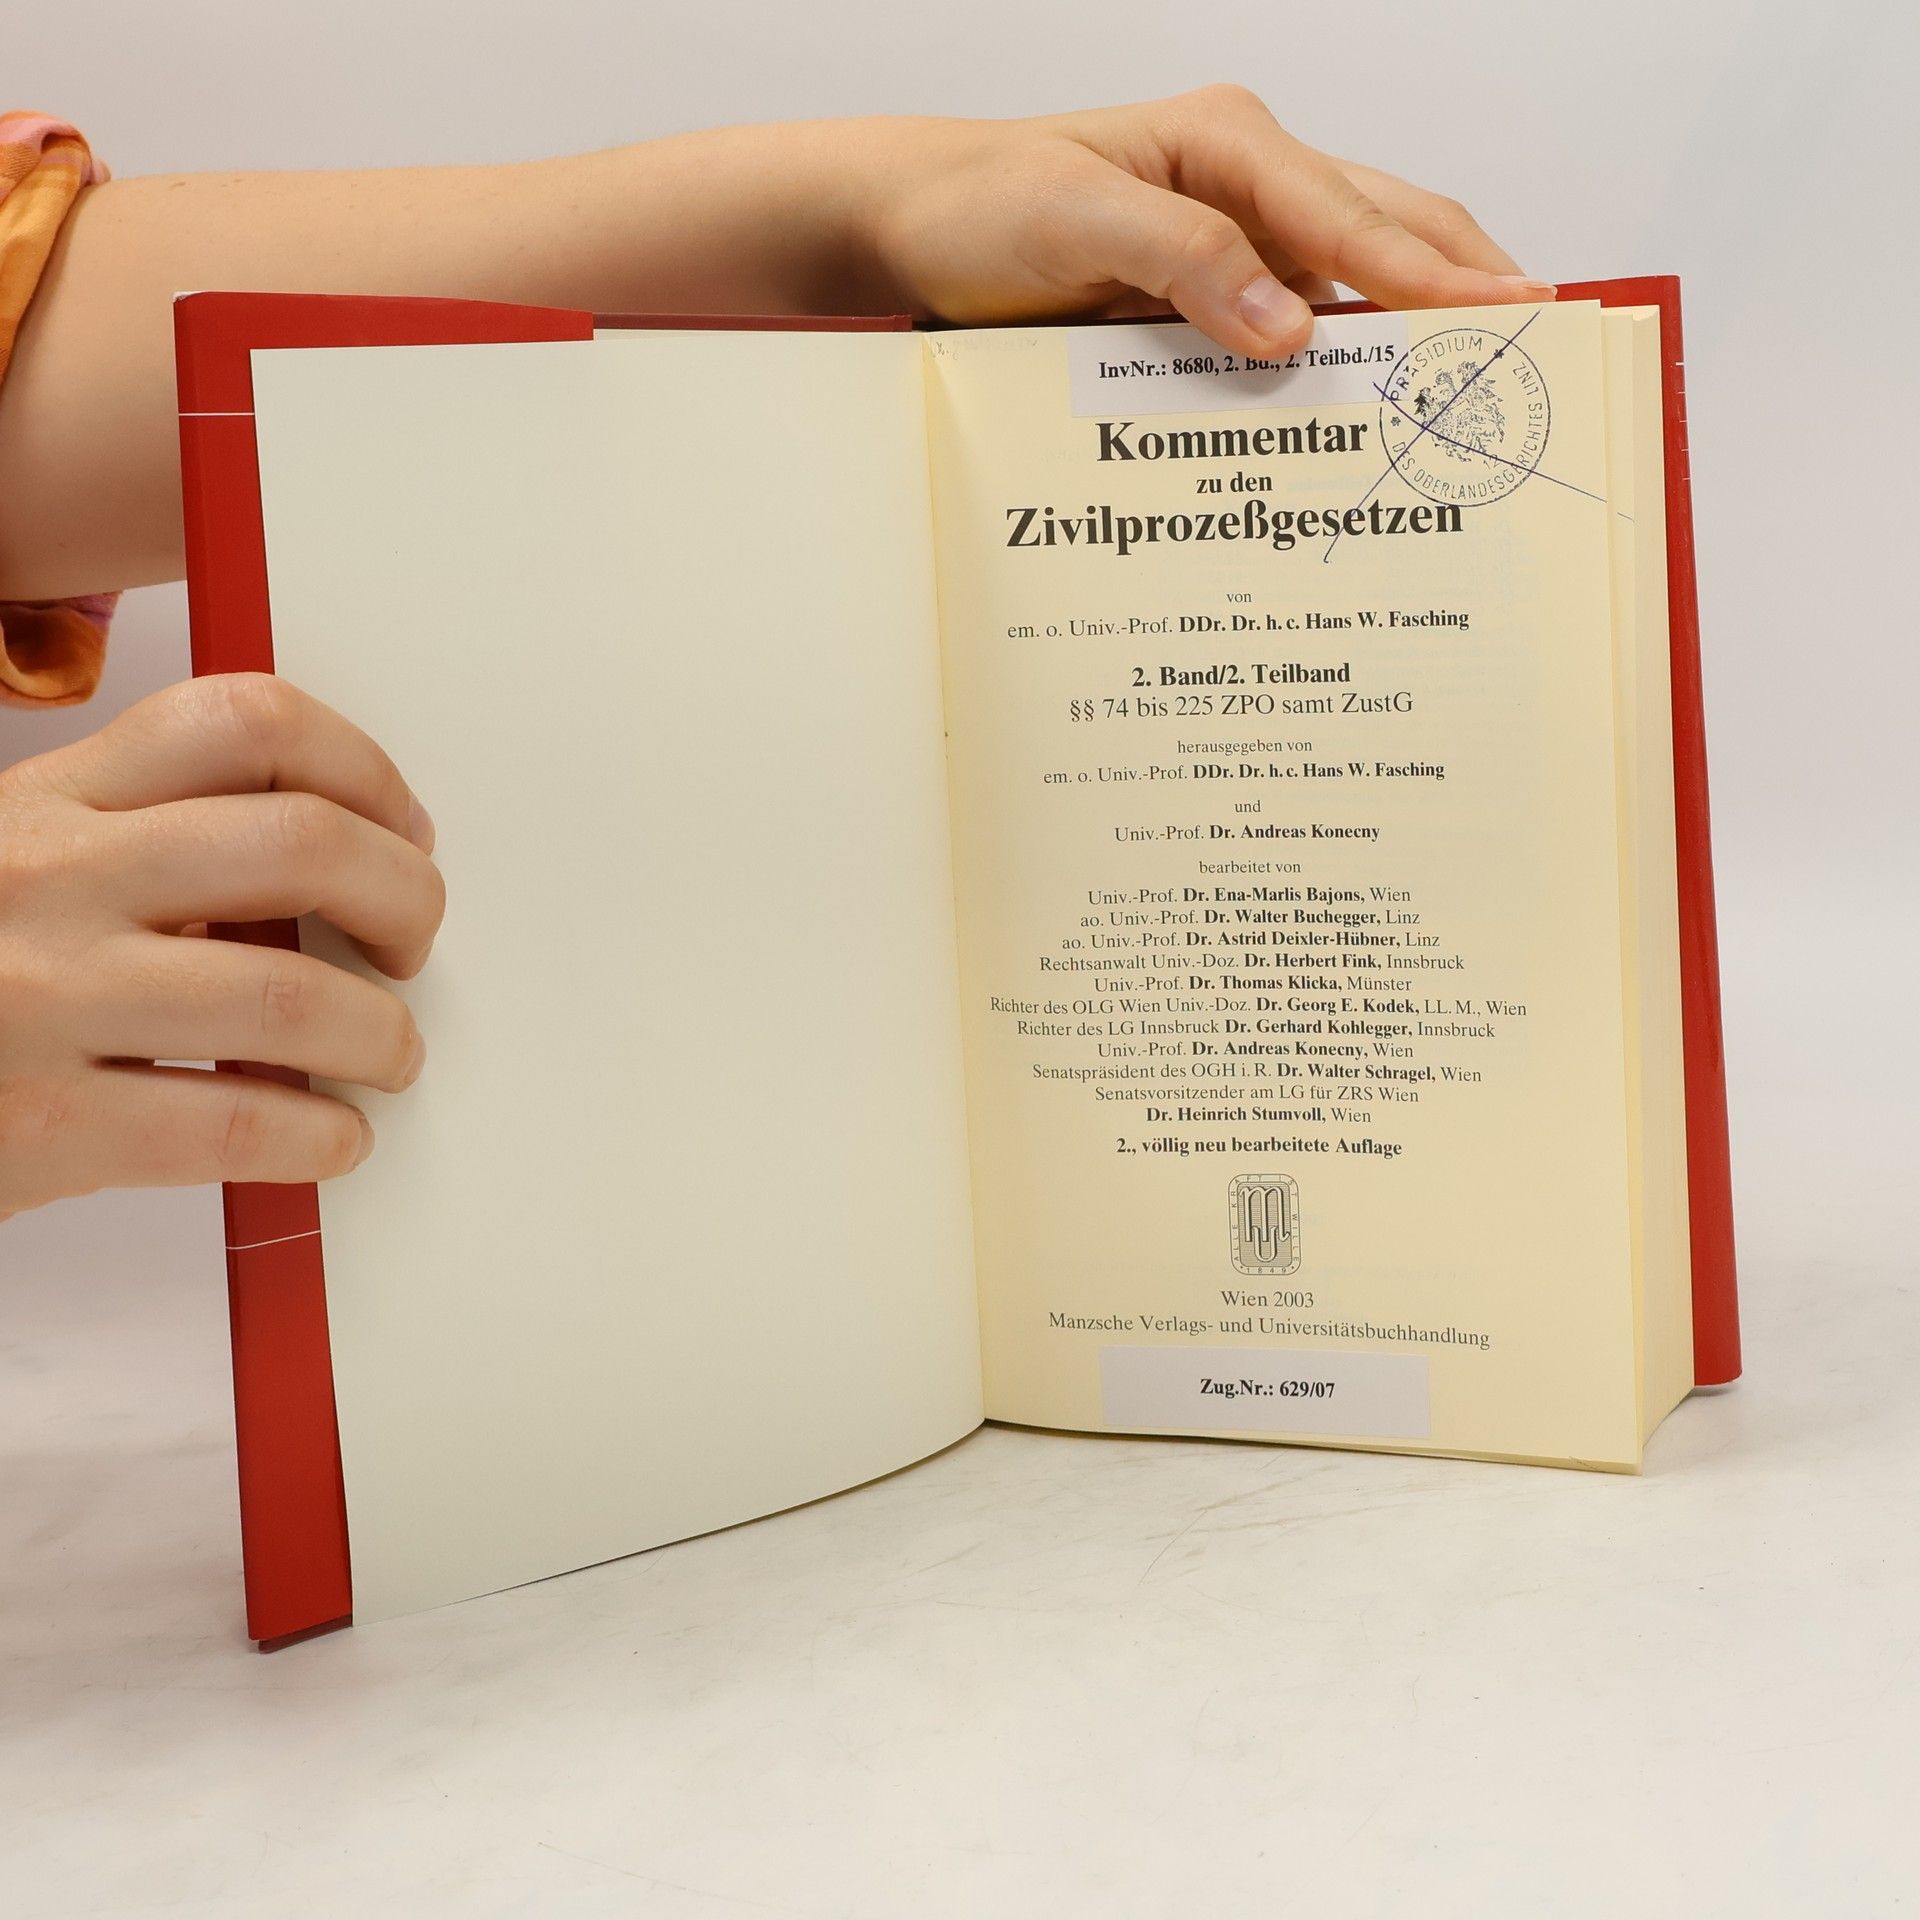 InvNr.: 8680, 2. Bd., 2. Teilbd./15
PRÄSIDIUM DES OBERLANDESGERICHTES LINZ
12
Kommentar
zu den
Zivilprozeßgesetzen
von
em. o. Univ.-Prof. DDr. Dr. h. c. Hans W. Fasching
2. Band/2. Teilband
§§ 74 bis 225 ZPO samt ZustG
herausgegeben von
em. o. Univ.-Prof. DDr. Dr. h. c. Hans W. Fasching
und
Univ.-Prof. Dr. Andreas Konecny
bearbeitet von
Univ.-Prof. Dr. Ena-Marlis Bajons, Wien
ao. Univ.-Prof. Dr. Walter Buchegger, Linz
ao. Univ.-Prof. Dr. Astrid Deixler-Hübner, Linz
Rechtsanwalt Univ.-Doz. Dr. Herbert Fink, Innsbruck
Univ.-Prof. Dr. Thomas Klicka, Münster
Richter des OLG Wien Univ.-Doz. Dr. Georg E. Kodek, LL. M., Wien
Richter des LG Innsbruck Dr. Gerhard Kohlegger, Innsbruck
Univ.-Prof. Dr. Andreas Konecny, Wien
Senatspräsident des OGH i. R. Dr. Walter Schragel, Wien
Senatsvorsitzender am LG für ZRS Wien
Dr. Heinrich Stumvoll, Wien
2., völlig neu bearbeitete Auflage
ALLE KRAFT IST WILLE
1849
Wien 2003
Manzsche Verlags- und Universitätsbuchhandlung
Zug.Nr.: 629/07